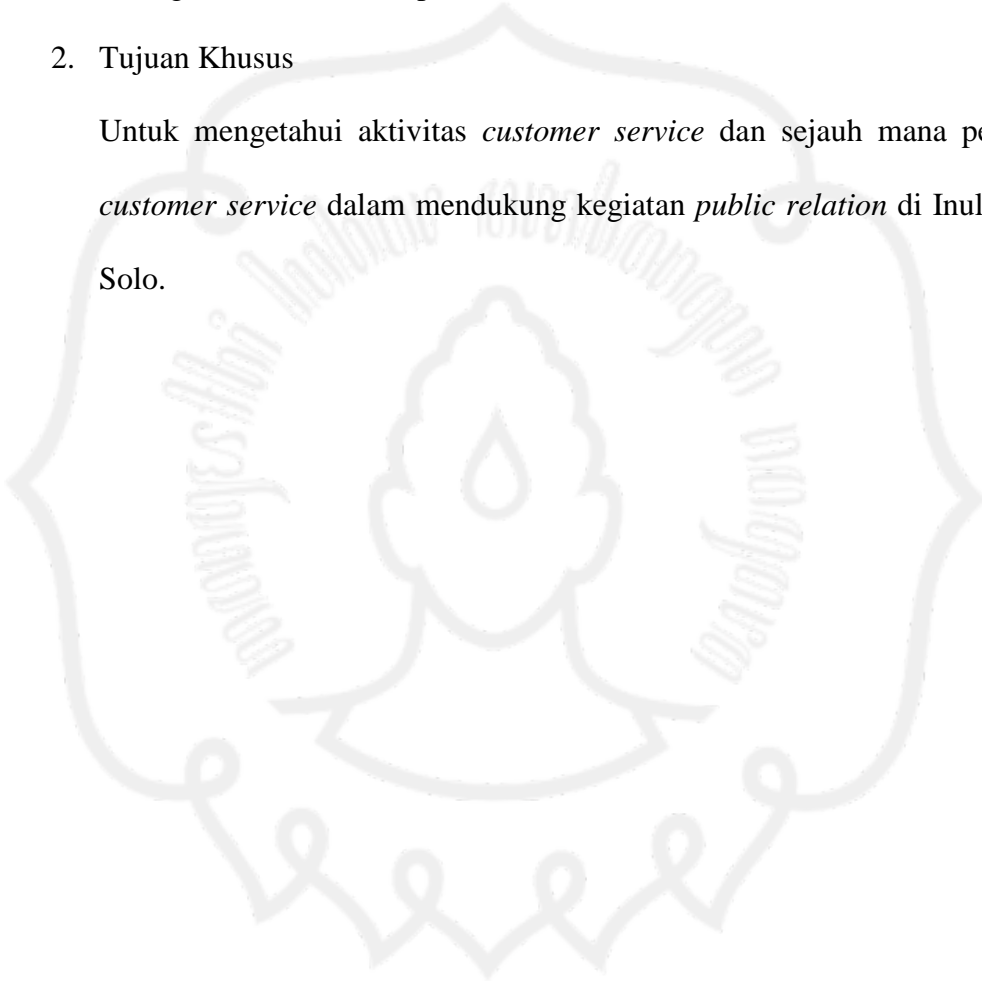 2. Tujuan Khusus
Untuk mengetahui aktivitas customer service dan sejauh mana
customer service dalam mendukung kegiatan public relation di Inul
Solo.